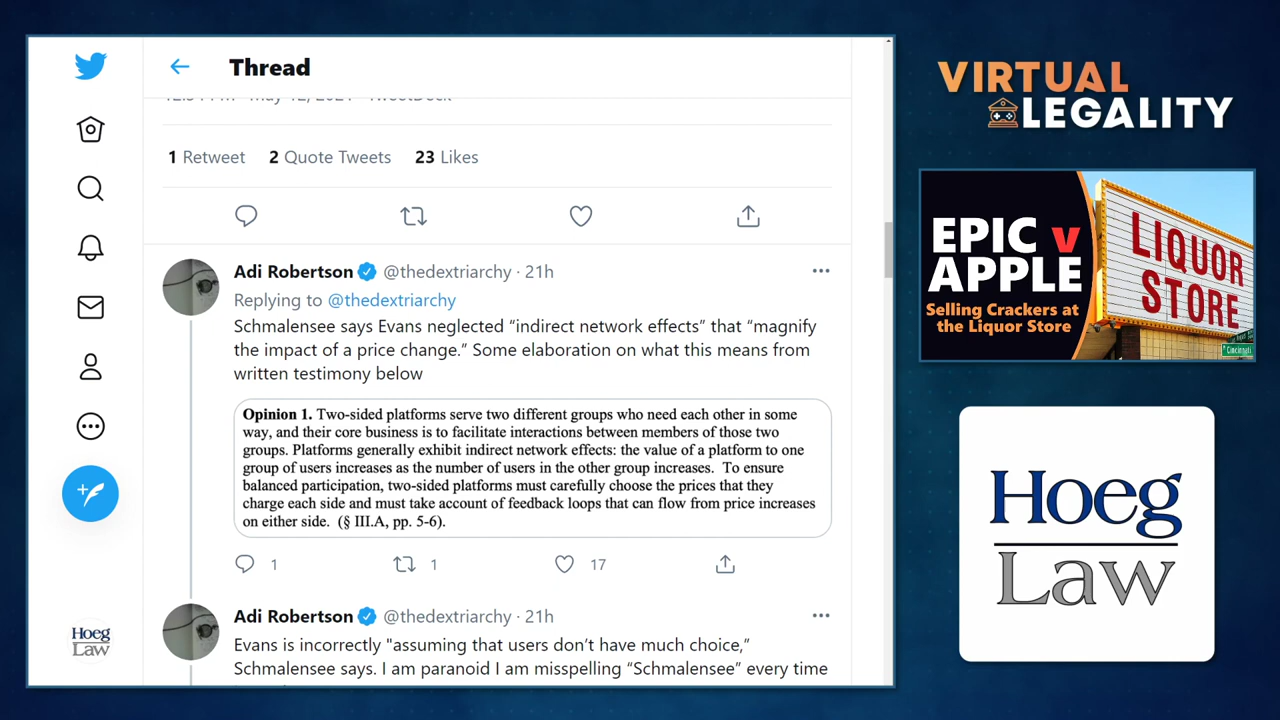 Thread
12:54 PM · May 12, 2021 · TweetDeck
1 Retweet 2 Quote Tweets 23 Likes
Adi Robertson @thedextriarchy · 21h
Replying to @thedextriarchy
Schmalensee says Evans neglected “indirect network effects” that “magnify
the impact of a price change.” Some elaboration on what this means from
written testimony below
Opinion 1. Two-sided platforms serve two different groups who need each other in some
way, and their core business is to facilitate interactions between members of those two
groups. Platforms generally exhibit indirect network effects: the value of a platform to one
group of users increases as the number of users in the other group increases. To ensure
balanced participation, two-sided platforms must carefully choose the prices that they
charge each side and must take account of feedback loops that can flow from price increases
on either side. (§ III.A, pp. 5-6).
1 1 17
Adi Robertson @thedextriarchy · 21h
Evans is incorrectly "assuming that users don’t have much choice,”
Schmalensee says. I am paranoid I am misspelling “Schmalensee” every time
Hoeg
Law
VIRTUAL
LEGALITY
EPIC v
APPLE
Selling Crackers at
the Liquor Store
LIQUOR
STORE
Cincinnati
Hoeg
Law